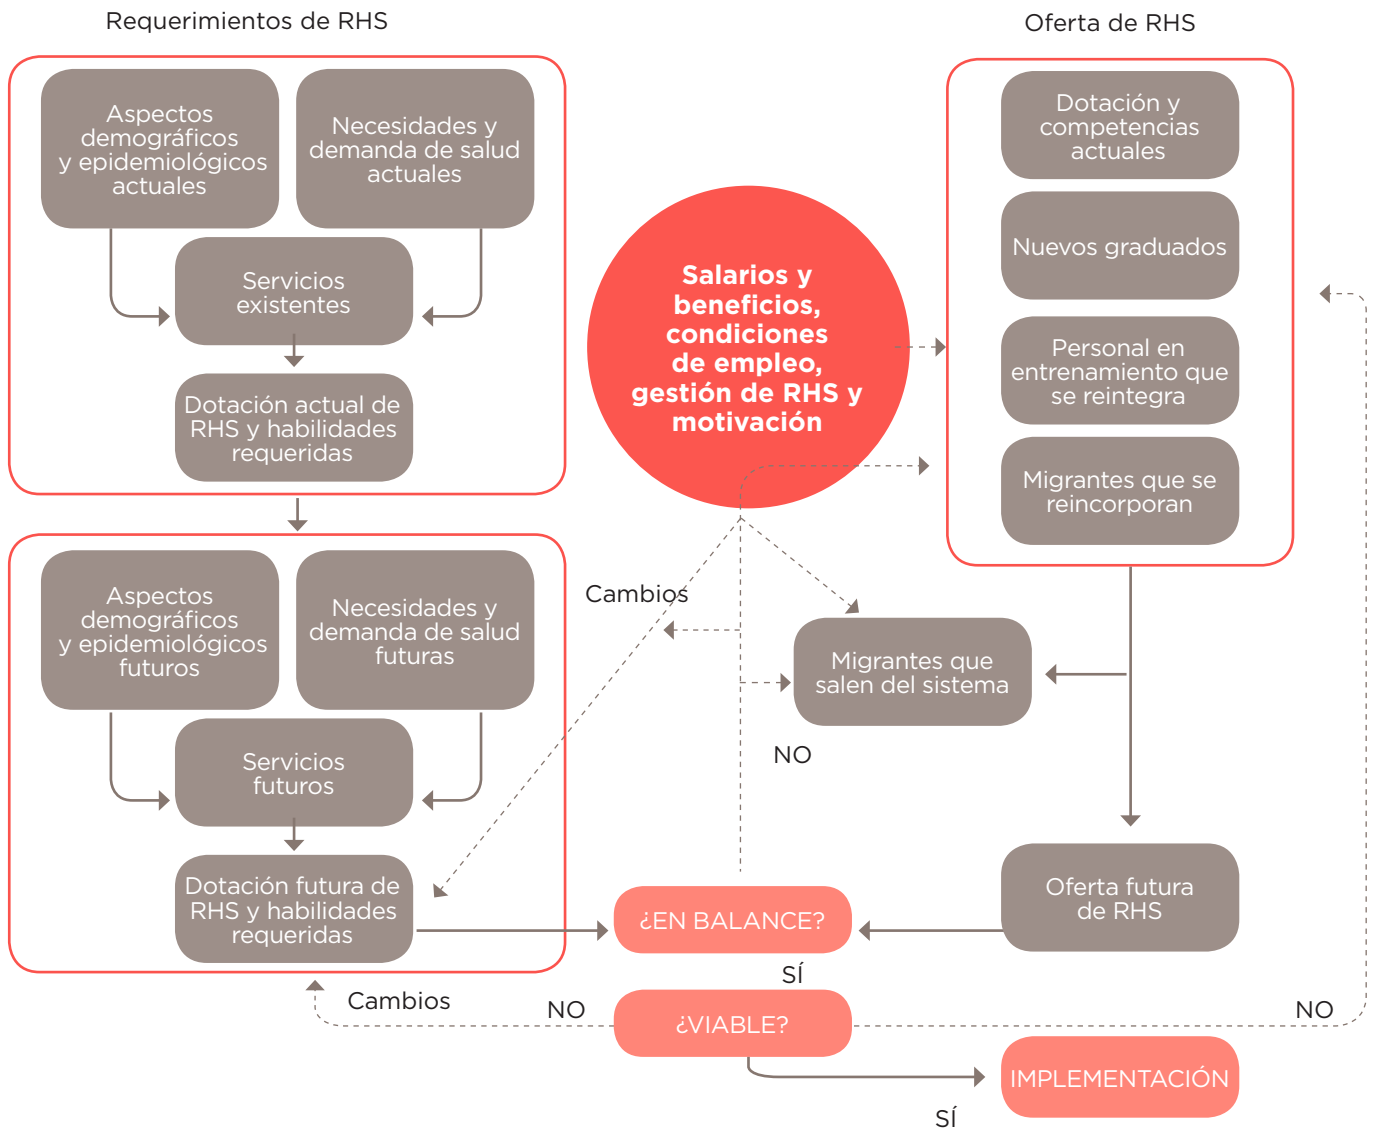 Requerimientos de RHS
Aspectos
demográficos
y epidemiológicos
actuales
Necesidades y
demanda de salud
actuales
Servicios
existentes
Dotación actual de
RHS y habilidades
requeridas
Aspectos
demográficos
y epidemiológicos
futuros
Necesidades y
demanda de salud
futuras
Servicios
futuros
Dotación futura de
RHS y habilidades
requeridas
Salarios y
beneficios,
condiciones
de empleo,
gestión de RHS y
motivación
Cambios
Oferta de RHS
Dotación y
competencias
actuales
Nuevos graduados
Personal en
entrenamiento que
se reintegra
Migrantes que se
reincorporan
Migrantes que
salen del sistema
NO
Oferta futura
de RHS
¿EN BALANCE?
SÍ
Cambios
NO
¿VIABLE?
NO
IMPLEMENTACIÓN
SÍ